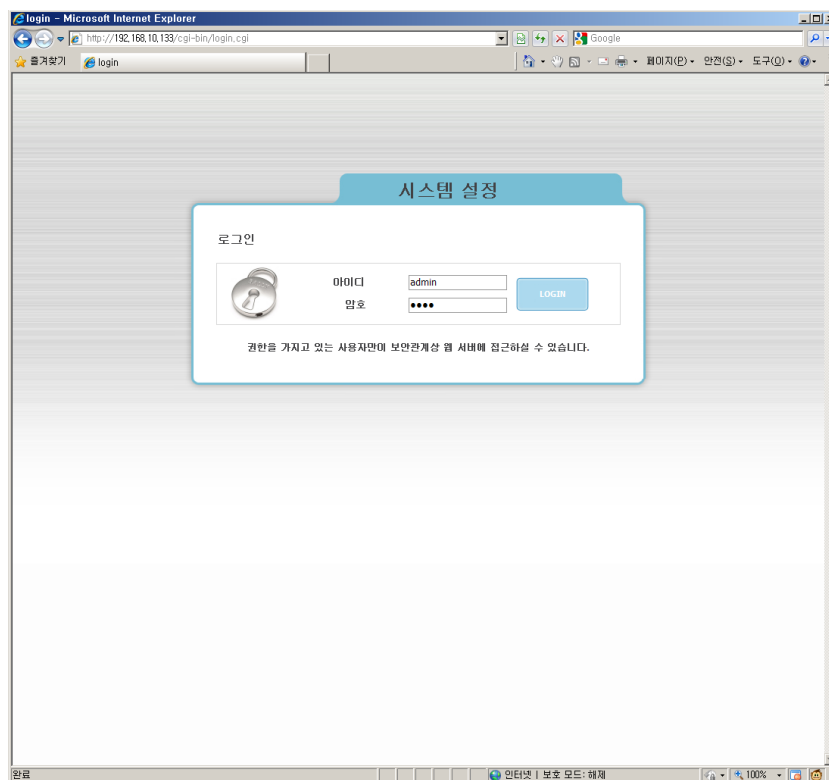 login - Microsoft Internet Explorer
http://192,168,10,133/cgi-bin/login.cgi
Google
즐겨찾기
login
페이지(P)
안전(S)
도구(O)
시스템 설정
로그인
아이디
admin
LOGIN
암호
●●●●
권한을 가지고 있는 사용자만이 보안관계상 웹 서버에 접근하실 수 있습니다.
완료
인터넷 | 보호 모드: 해제
100%